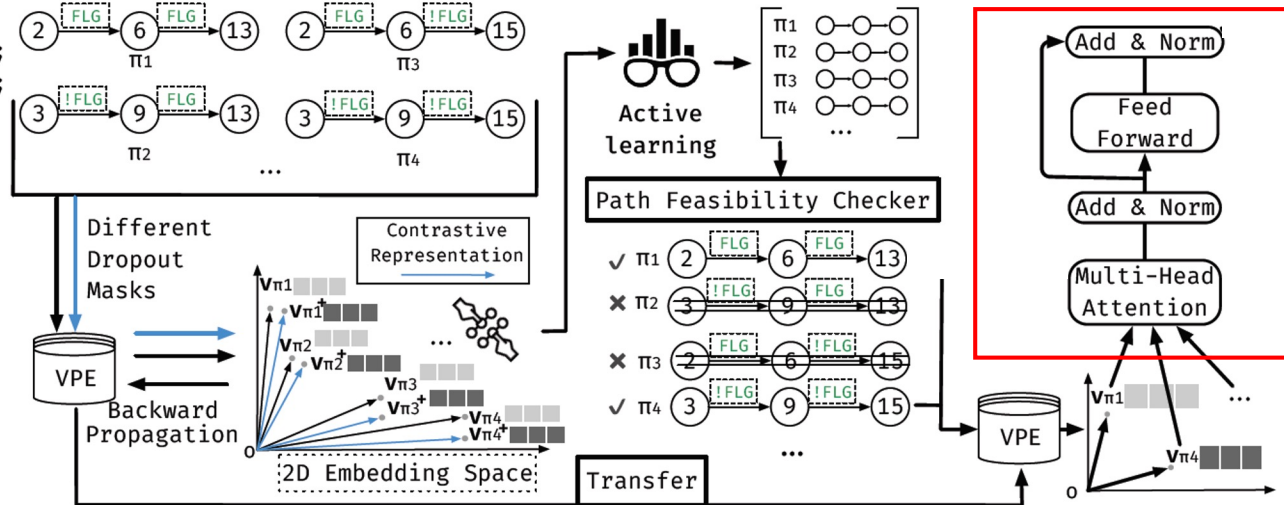 FLG FLG
2 6 13
π1
FLG !FLG
2 6 15
π3
!FLG FLG
3 9 13
π2
!FLG !FLG
3 9 15
π4
...
Different
Dropout
Masks
VPE
Backward
Propagation
Contrastive
Representation
vπ1
vπ1+
vπ2
vπ2+
...
vπ3
vπ3+
vπ4
vπ4+
O
2D Embedding Space
Active
learning
π1
π2
π3
π4
...
Path Feasibility Checker
FLG FLG
✓ π1 2 6 13
!FLG FLG
✖ π2 3 9 13
FLG !FLG
✖ π3 2 6 15
!FLG !FLG
✓ π4 3 9 15
...
Transfer
VPE
Add & Norm
Feed
Forward
Add & Norm
Multi-Head
Attention
vπ1
...
vπ4
O